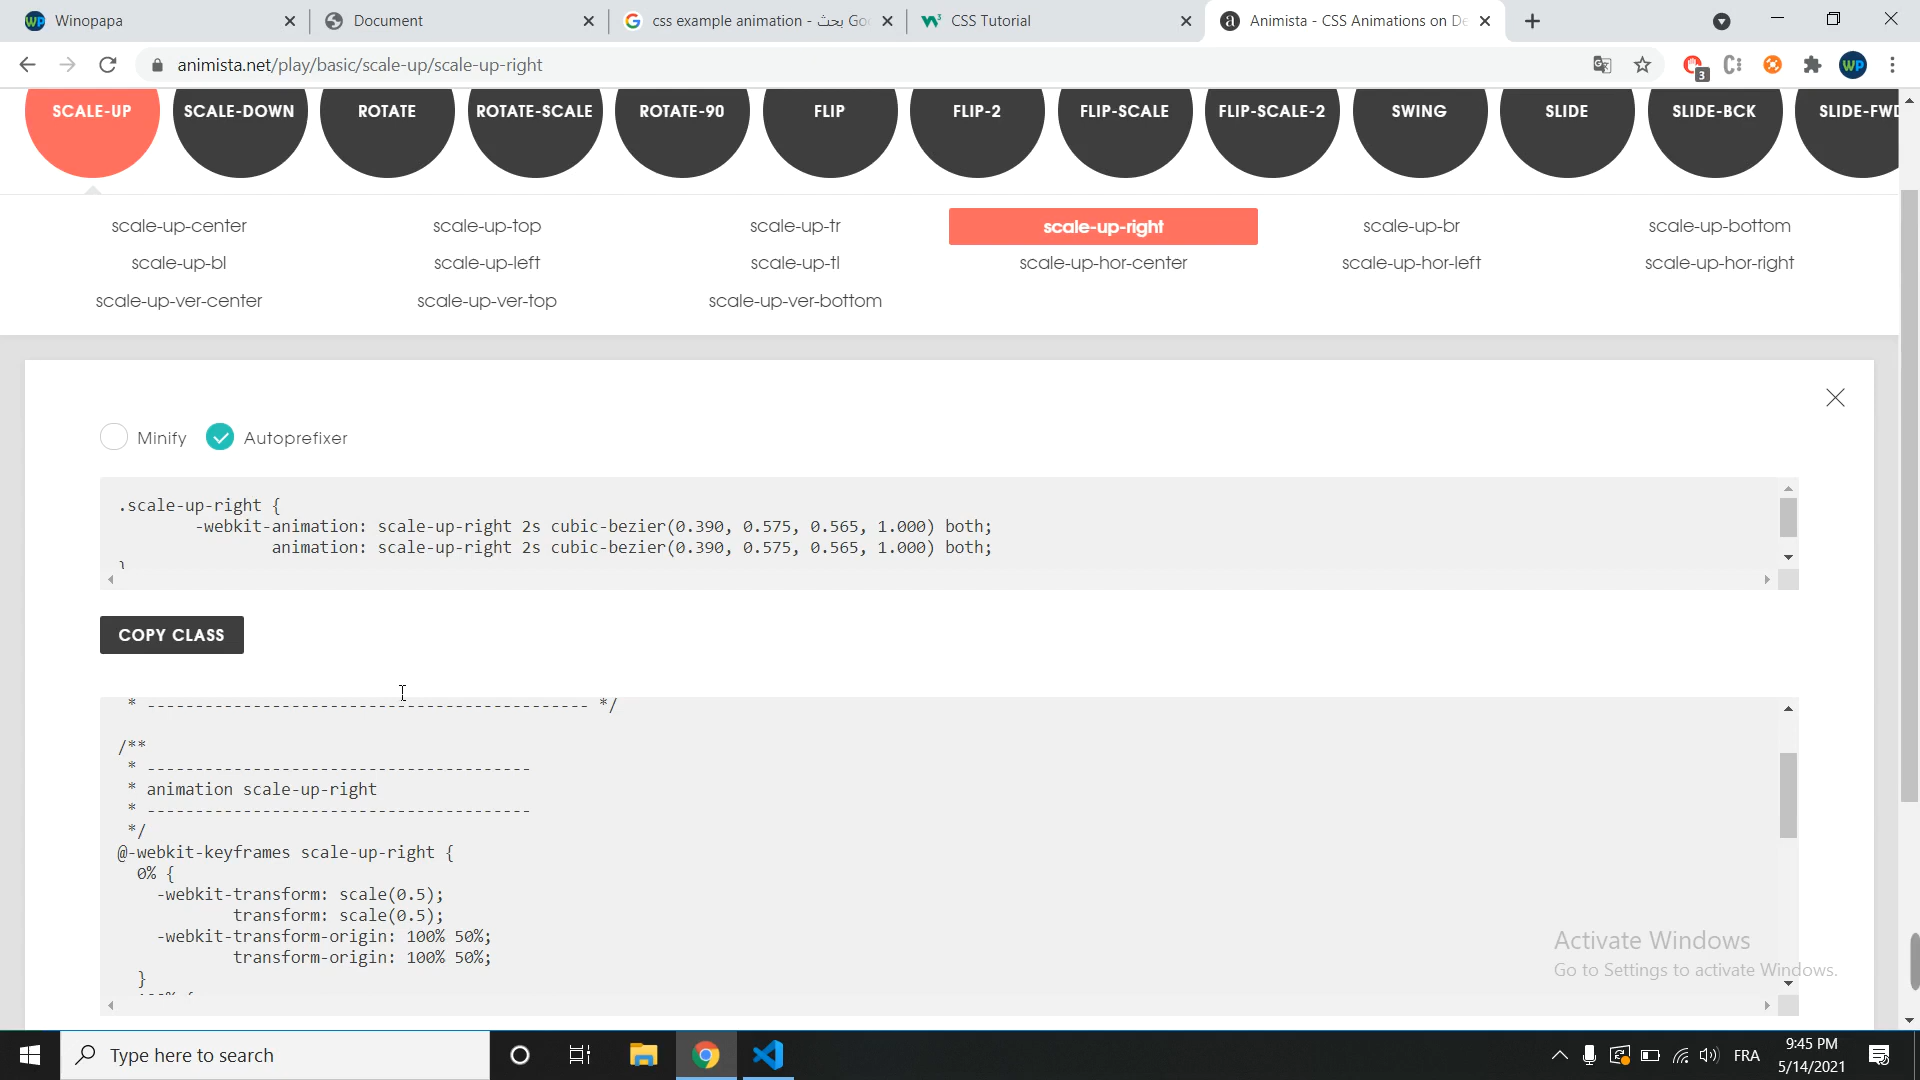 Winopapa
Document
css example animation - بحث Goo
CSS Tutorial
Animista - CSS Animations on De
animista.net/play/basic/scale-up/scale-up-right
3
WP
SCALE-UP
SCALE-DOWN
ROTATE
ROTATE-SCALE
ROTATE-90
FLIP
FLIP-2
FLIP-SCALE
FLIP-SCALE-2
SWING
SLIDE
SLIDE-BCK
SLIDE-FWD
scale-up-center
scale-up-top
scale-up-tr
scale-up-right
scale-up-br
scale-up-bottom
scale-up-bl
scale-up-left
scale-up-tl
scale-up-hor-center
scale-up-hor-left
scale-up-hor-right
scale-up-ver-center
scale-up-ver-top
scale-up-ver-bottom
Minify
Autoprefixer
.scale-up-right {
-webkit-animation: scale-up-right 2s cubic-bezier(0.390, 0.575, 0.565, 1.000) both;
animation: scale-up-right 2s cubic-bezier(0.390, 0.575, 0.565, 1.000) both;
}
COPY CLASS
* ---------------------------------------------- */
/**
* ----------------------------------------
* animation scale-up-right
* ----------------------------------------
*/
@-webkit-keyframes scale-up-right {
0% {
-webkit-transform: scale(0.5);
transform: scale(0.5);
-webkit-transform-origin: 100% 50%;
transform-origin: 100% 50%;
}
100% {
Activate Windows
Go to Settings to activate Windows.
Type here to search
FRA
9:45 PM
5/14/2021